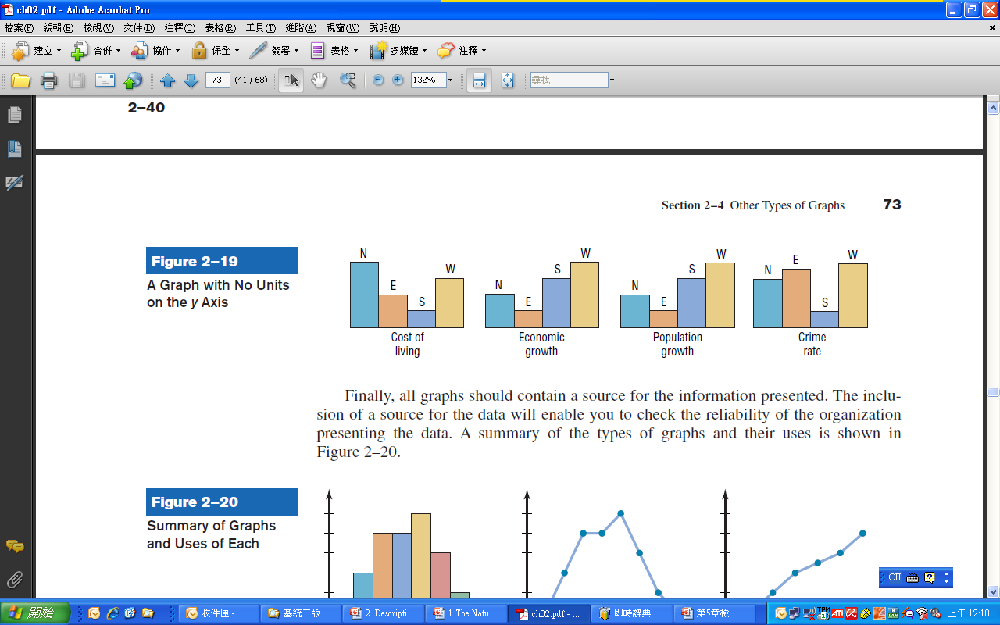 ch02.pdf - Adobe Acrobat Pro
檔案(F) 編輯(E) 檢視(V) 文件(D) 注釋(C) 表格(R) 工具(T) 進階(A) 視窗(W) 說明(H)
建立 合併 協作 保全 簽署 表格 多媒體 注釋
73 (41 / 68) 132% 尋找
2–40
Section 2–4 Other Types of Graphs 73
Figure 2–19
A Graph with No Units
on the y Axis
N E S W
Cost of
living
N E S W
Economic
growth
N E S W
Population
growth
N E S W
Crime
rate
Finally, all graphs should contain a source for the information presented. The inclu-
sion of a source for the data will enable you to check the reliability of the organization
presenting the data. A summary of the types of graphs and their uses is shown in
Figure 2–20.
Figure 2–20
Summary of Graphs
and Uses of Each
CH
開始 收件匣 - ... 基統二版... 2. Descripti... 1.The Natu... ch02.pdf - ... 即時辭典 第5章檢... 上午 12:18